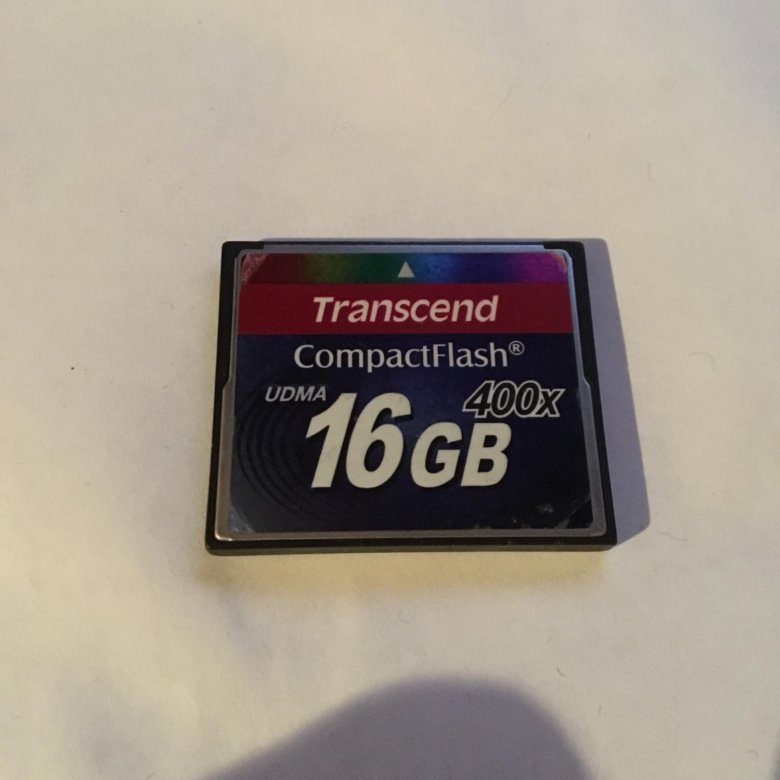 Transcend
CompactFlash®
UDMA 400x
16GB